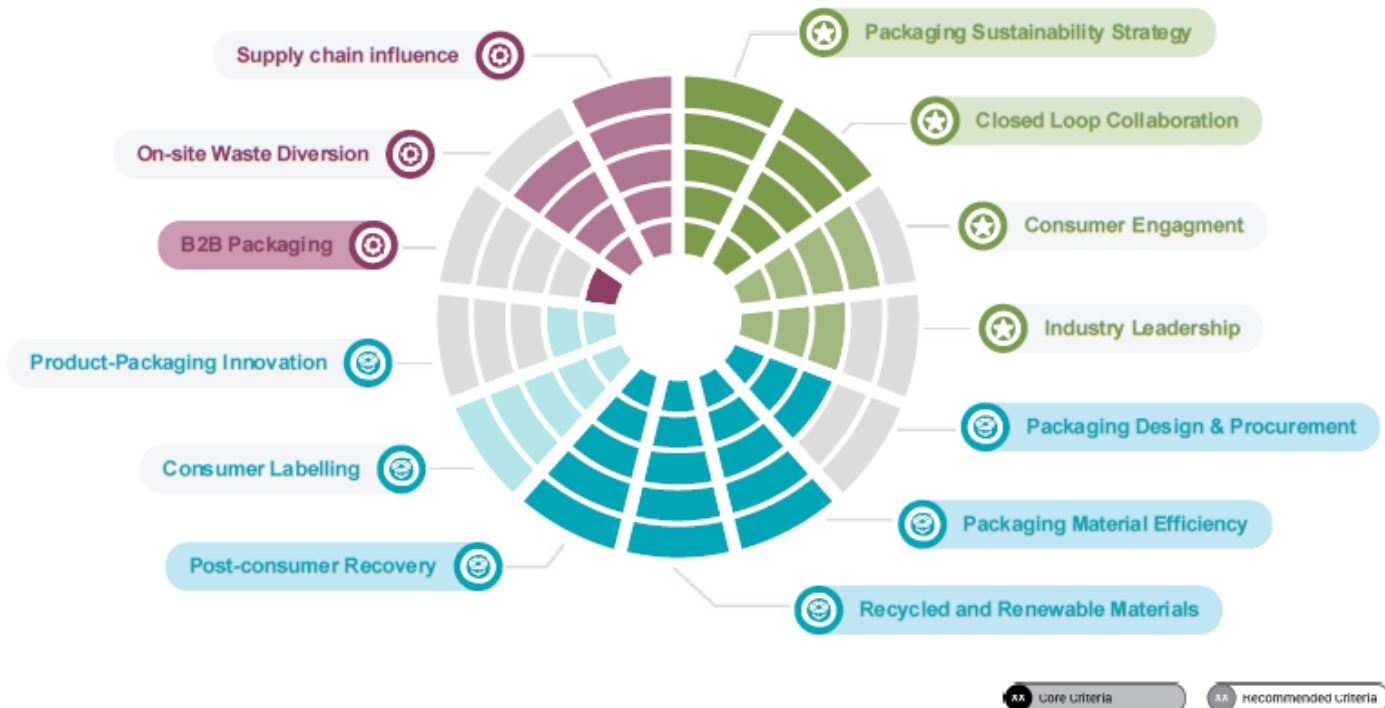 Supply chain influence
Packaging Sustainability Strategy
On-site Waste Diversion
Closed Loop Collaboration
B2B Packaging
Consumer Engagment
Product-Packaging Innovation
Industry Leadership
Consumer Labelling
Packaging Design & Procurement
Post-consumer Recovery
Packaging Material Efficiency
Recycled and Renewable Materials
XX Core Criteria
XX Recommended Criteria